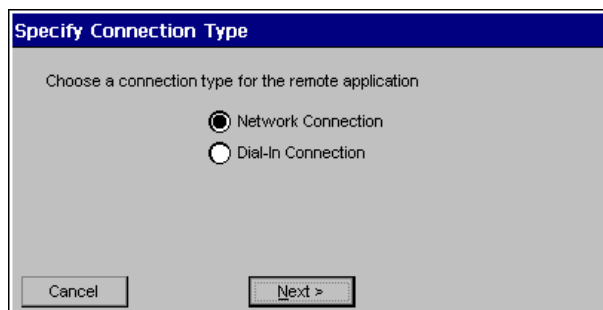 Specify Connection Type
Choose a connection type for the remote application
Network Connection
Dial-In Connection
Cancel
Next >